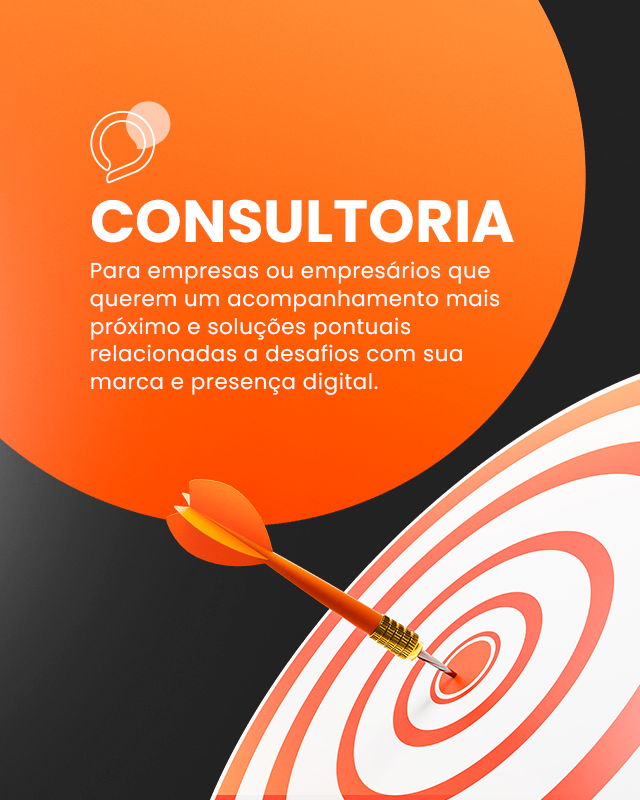 CONSULTORIA
Para empresas ou empresários que
querem um acompanhamento mais
próximo e soluções pontuais
relacionadas a desafios com sua
marca e presença digital.